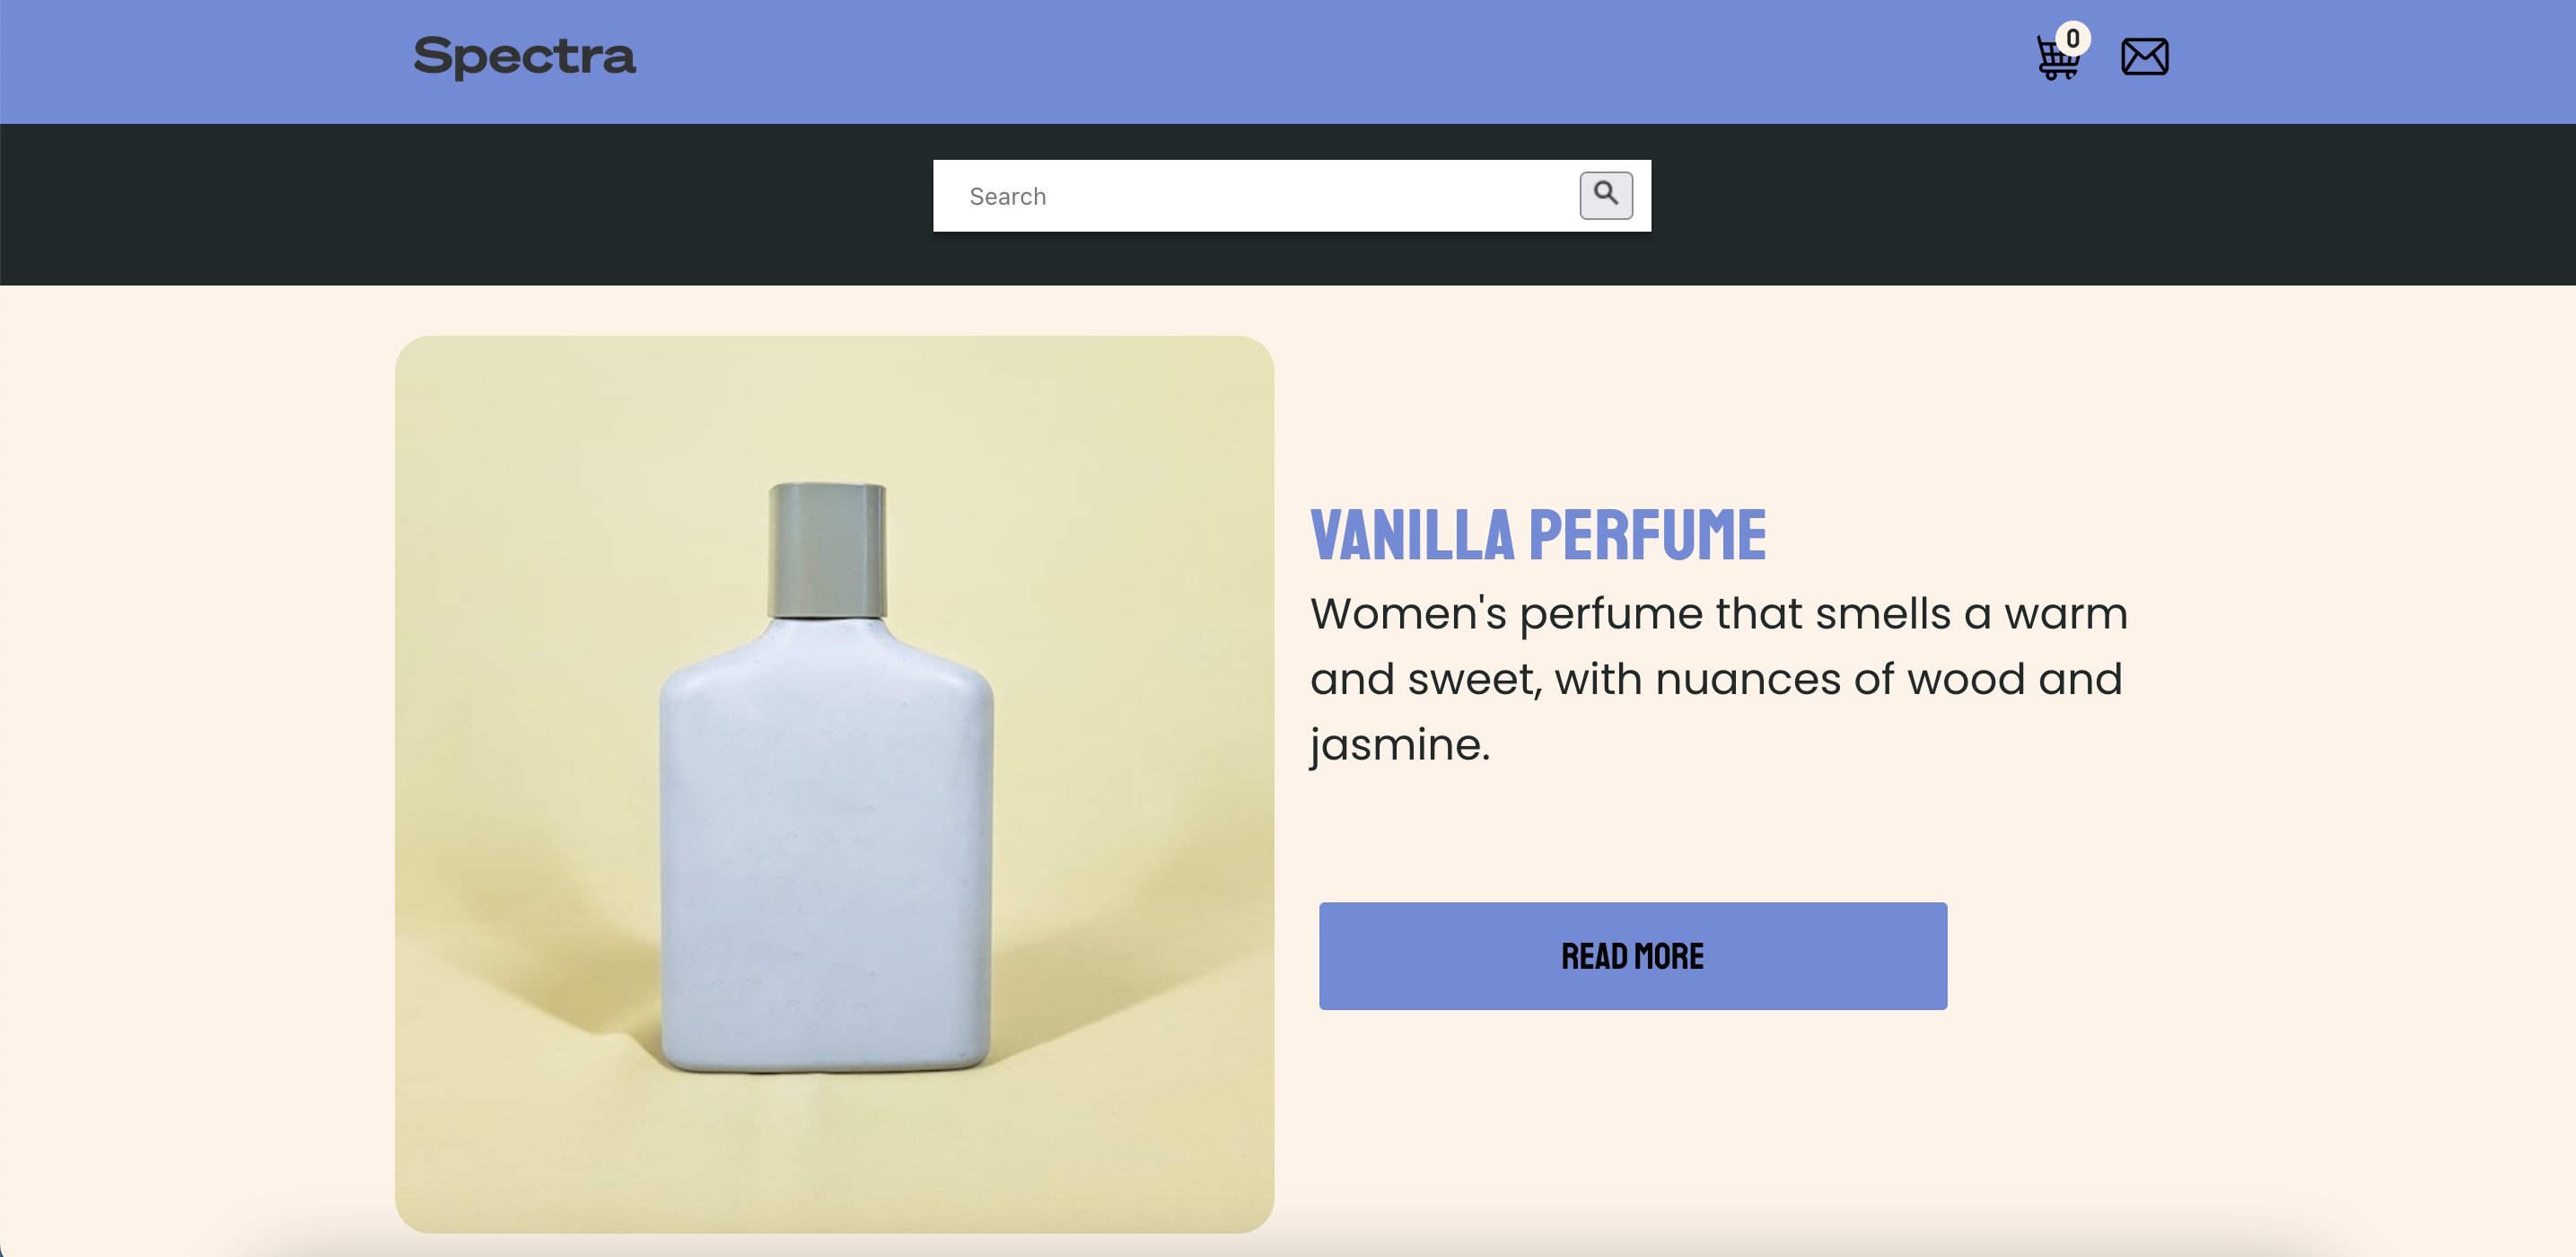 Spectra
0
Search
VANILLA PERFUME
Women's perfume that smells a warm
and sweet, with nuances of wood and
jasmine.
READ MORE